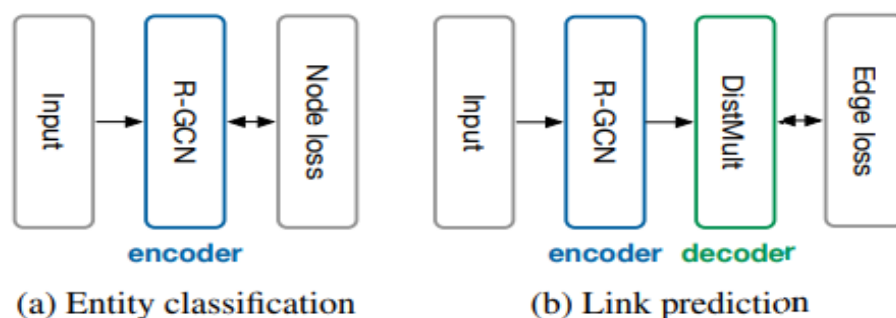 Input
R-GCN
Node loss
encoder
(a) Entity classification
Input
R-GCN
DistMult
Edge loss
encoder
decoder
(b) Link prediction